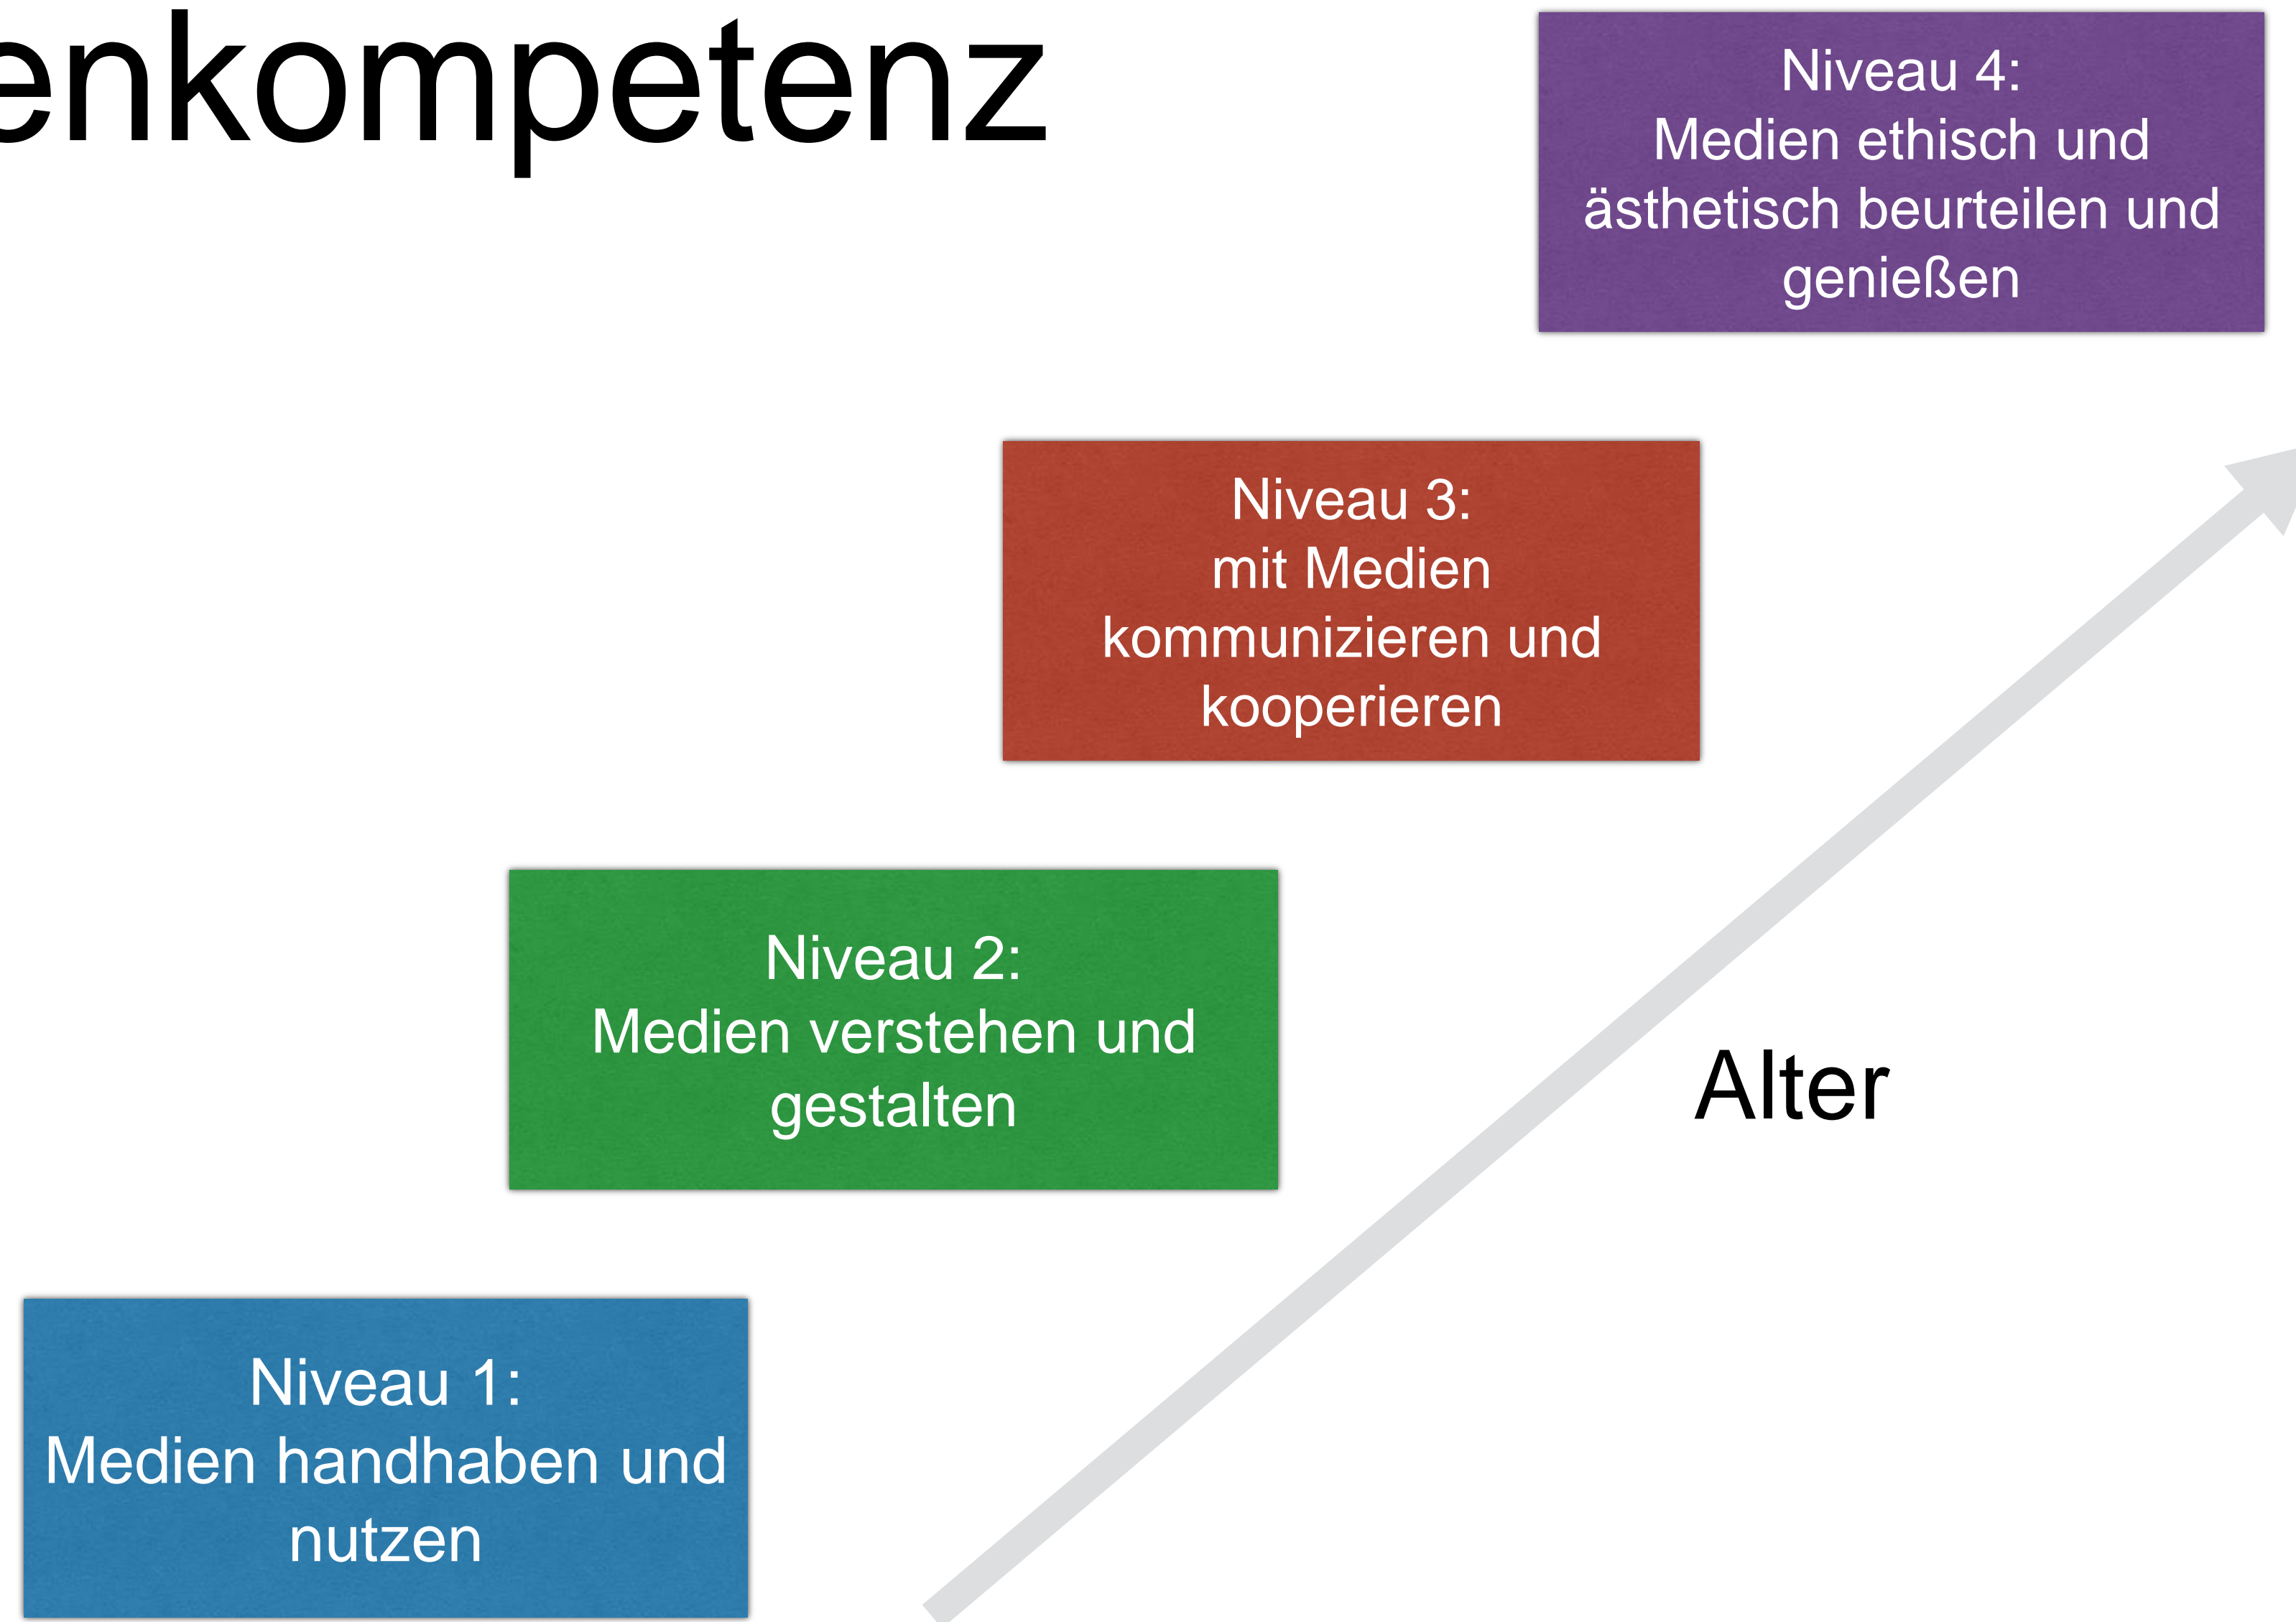 enkompetenz
Niveau 4:
Medien ethisch und
ästhetisch beurteilen und
genießen
Niveau 3:
mit Medien
kommunizieren und
kooperieren
Niveau 2:
Medien verstehen und
gestalten
Alter
Niveau 1:
Medien handhaben und
nutzen